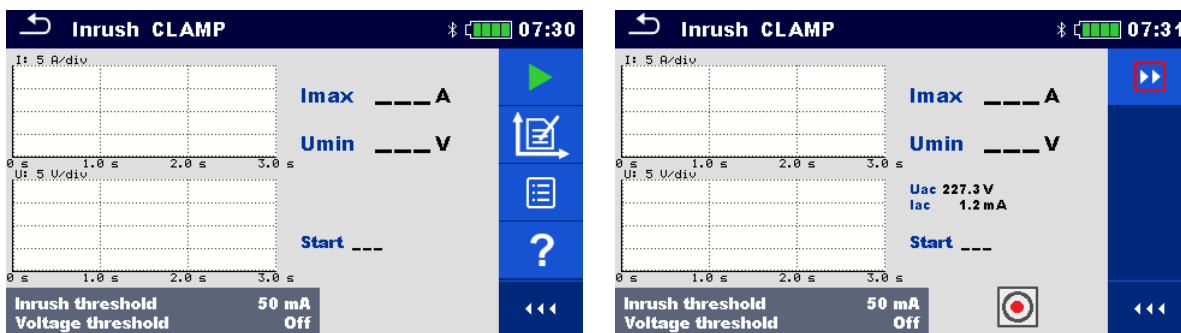 Inrush CLAMP
07:30
I: 5 A/div
Imax ___ A
Umin ___ V
0 s 1.0 s 2.0 s 3.0 s
U: 5 V/div
Start ___
?
0 s 1.0 s 2.0 s 3.0 s
Inrush threshold 50 mA
Voltage threshold Off
Inrush CLAMP
07:31
I: 5 A/div
Imax ___ A
Umin ___ V
0 s 1.0 s 2.0 s 3.0 s
U: 5 V/div
Uac 227.3 V
Iac 1.2 mA
Start ___
0 s 1.0 s 2.0 s 3.0 s
Inrush threshold 50 mA
Voltage threshold Off